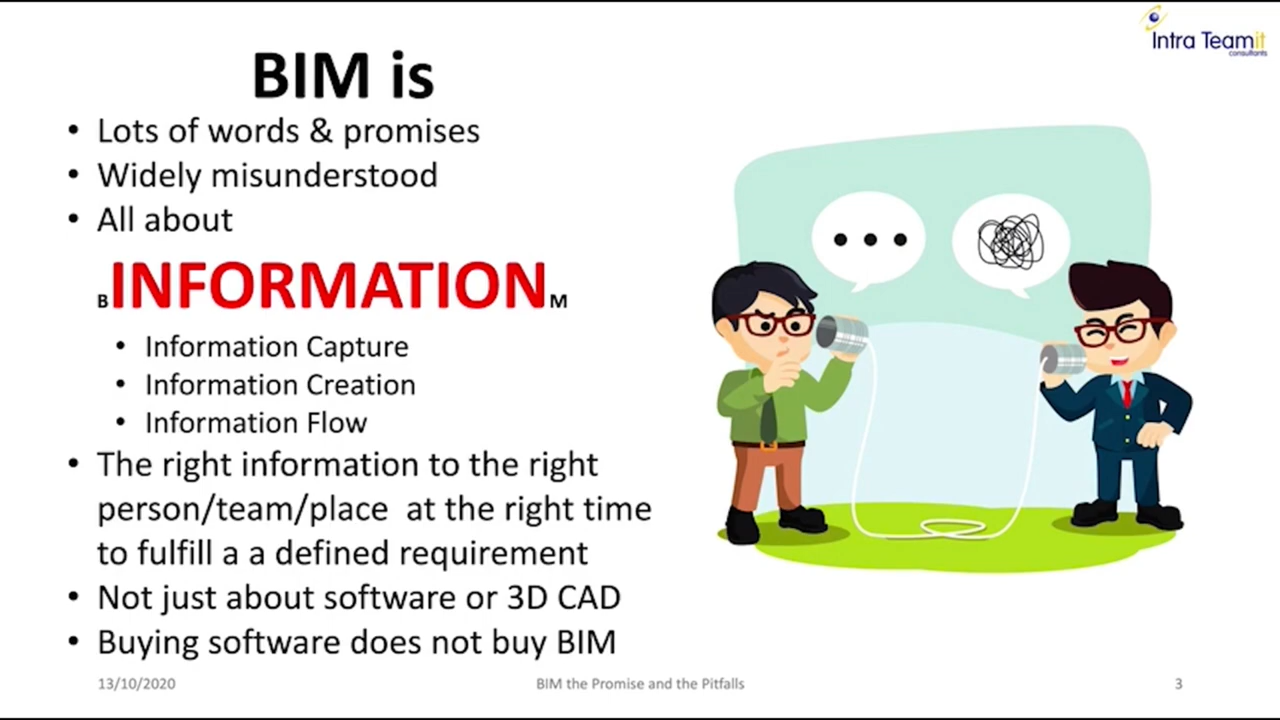 Intra Teamit
consultants
BIM is
• Lots of words & promises
• Widely misunderstood
• All about
BINFORMATIONM
• Information Capture
• Information Creation
• Information Flow
• The right information to the right
person/team/place at the right time
to fulfill a a defined requirement
• Not just about software or 3D CAD
• Buying software does not buy BIM
13/10/2020
BIM the Promise and the Pitfalls
3